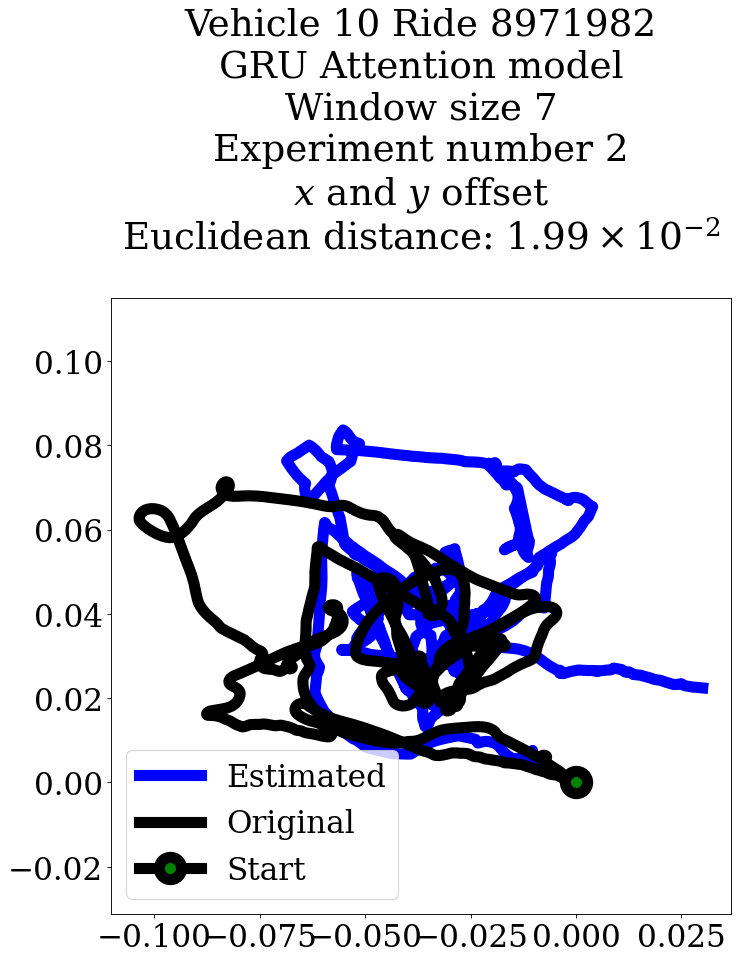 Vehicle 10 Ride 8971982
GRU Attention model
Window size 7
Experiment number 2
x and y offset
Euclidean distance: 1.99 × 10⁻²
0.10
0.08
0.06
0.04
0.02
0.00
−0.02
Estimated
Original
Start
−0.100 −0.075 −0.050 −0.025 0.000 0.025